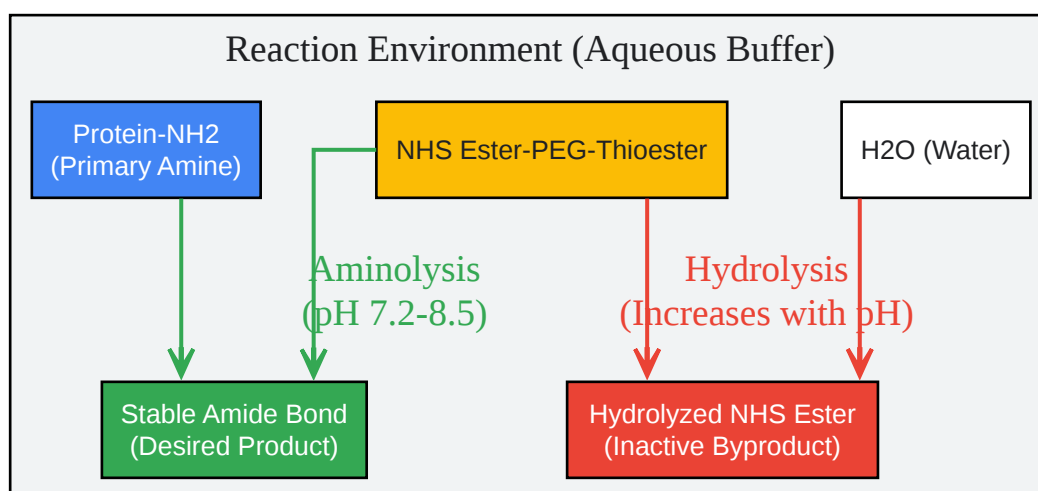 Reaction Environment (Aqueous Buffer)
Protein-NH2
(Primary Amine)
NHS Ester-PEG-Thioester
H2O (Water)
Aminolysis
(pH 7.2-8.5)
Hydrolysis
(Increases with pH)
Stable Amide Bond
(Desired Product)
Hydrolyzed NHS Ester
(Inactive Byproduct)